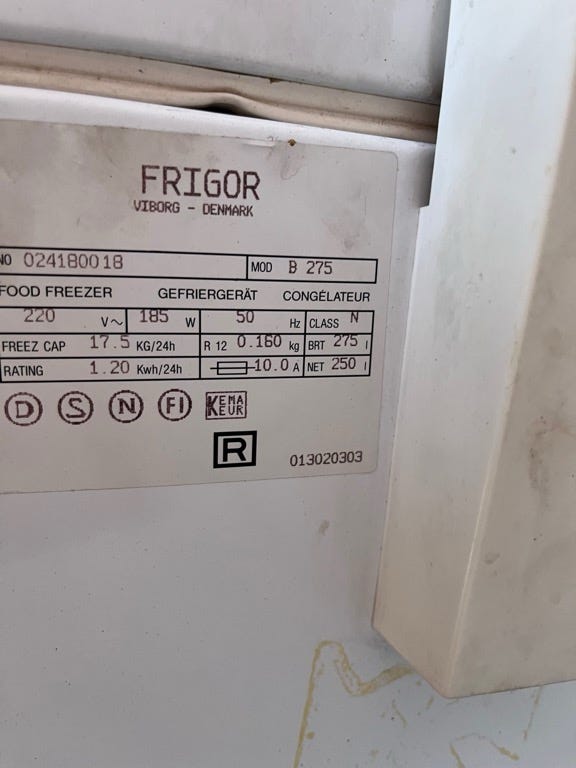 FRIGOR
VIBORG - DENMARK
NO 024180018 MOD B 275
FOOD FREEZER GEFRIERGERÄT CONGÉLATEUR
220 V~ 185 W 50 Hz CLASS N
FREEZ CAP 17.5 KG/24h R 12 0.160 kg BRT 275 l
RATING 1.20 Kwh/24h 10.0 A NET 250 l
D S N FI KEMA KEUR
R 013020303